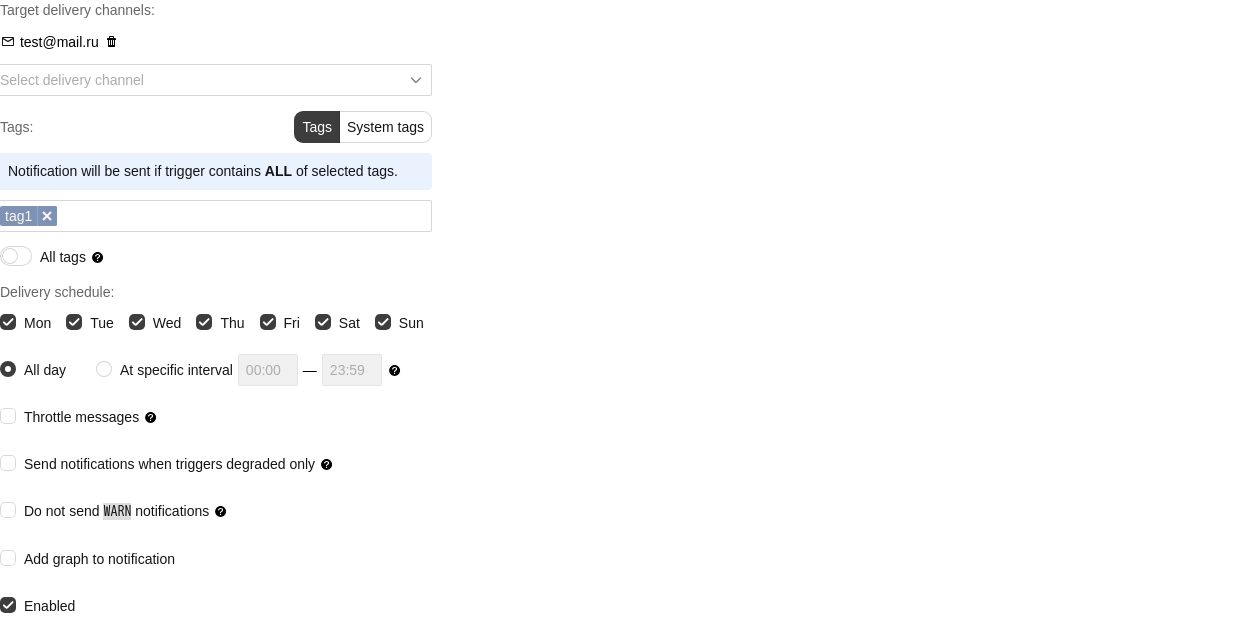 Target delivery channels:
test@mail.ru
Select delivery channel
Tags: Tags System tags
Notification will be sent if trigger contains ALL of selected tags.
tag1
All tags
Delivery schedule:
Mon Tue Wed Thu Fri Sat Sun
All day At specific interval 00:00 — 23:59
Throttle messages
Send notifications when triggers degraded only
Do not send WARN notifications
Add graph to notification
Enabled